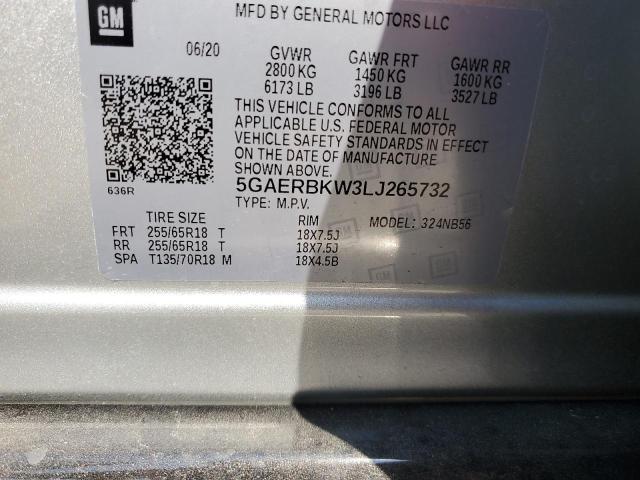 GM
MFD BY GENERAL MOTORS LLC
06/20 GVWR GAWR FRT GAWR RR
2800 KG 1450 KG 1600 KG
6173 LB 3196 LB 3527 LB
THIS VEHICLE CONFORMS TO ALL
APPLICABLE U.S. FEDERAL MOTOR
VEHICLE SAFETY STANDARDS IN EFFECT
ON THE DATE OF MANUFACTURE
SHOWN ABOVE.
636R
5GAERBKW3LJ265732
TYPE: M.P.V. MODEL: 324NB56
TIRE SIZE RIM
FRT 255/65R18 T 18X7.5J
RR 255/65R18 T 18X7.5J
SPA T135/70R18 M 18X4.5B